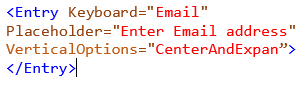 <Entry Keyboard="Email"
Placeholder="Enter Email address"
VerticalOptions="CenterAndExpan”>
</Entry>